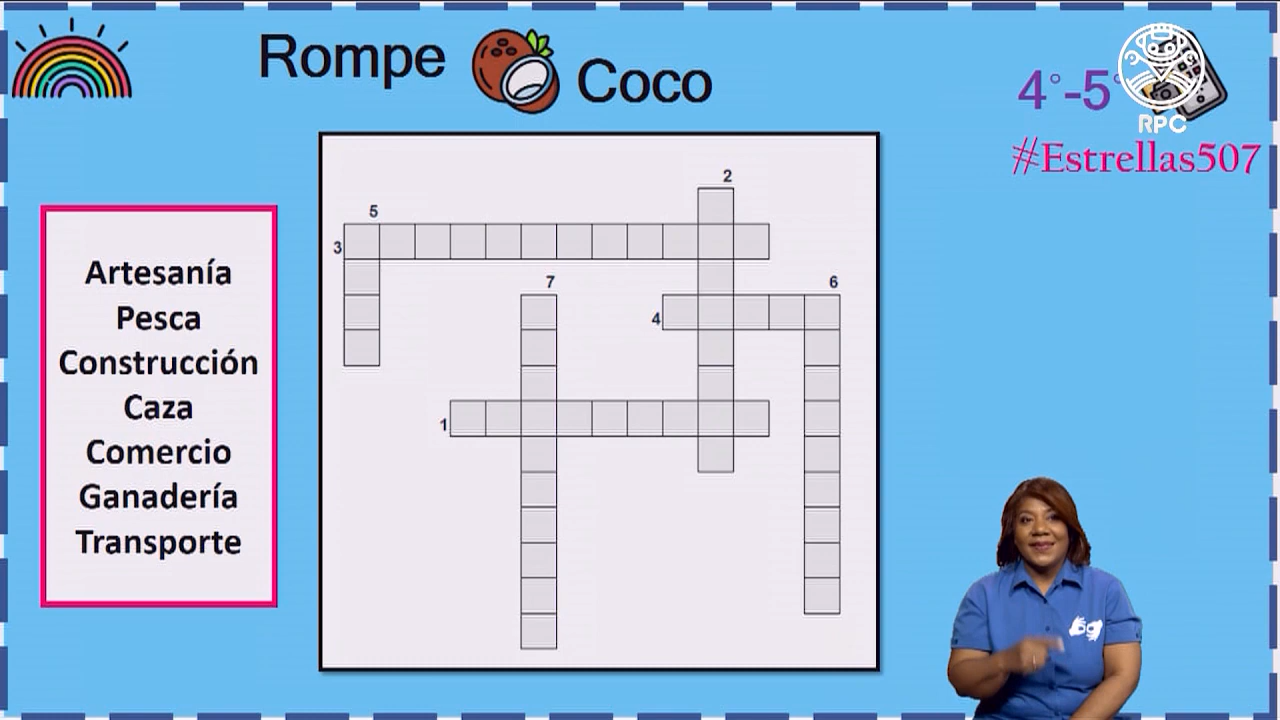 Rompe Coco
4°-5°
RPC
#Estrellas507
Artesanía
Pesca
Construcción
Caza
Comercio
Ganadería
Transporte
2
5
3
7
6
4
1